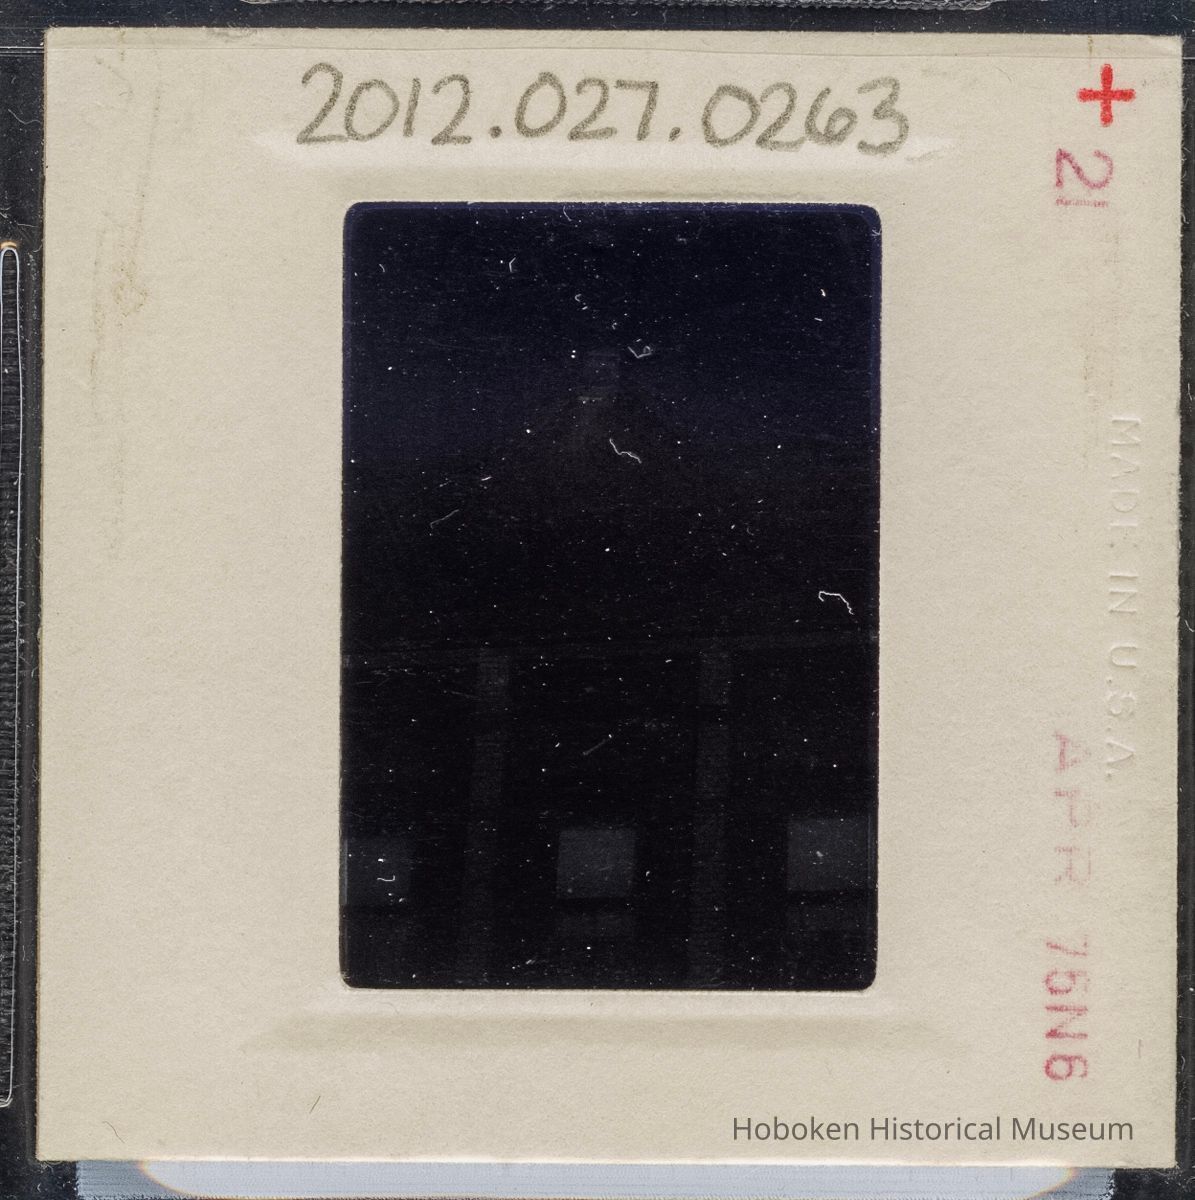 2012.027.0263
+
21
MADE IN U.S.A.
APR 75N6
Hoboken Historical Museum